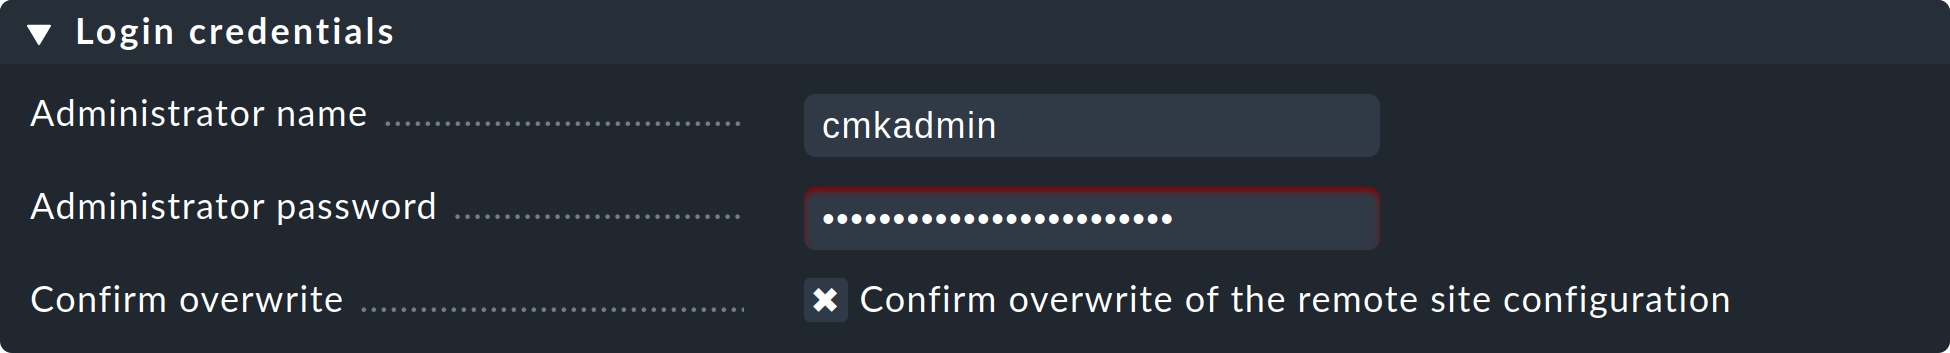 Login credentials
Administrator name cmkadmin
Administrator password •••••••••••••••••••••••••
Confirm overwrite Confirm overwrite of the remote site configuration